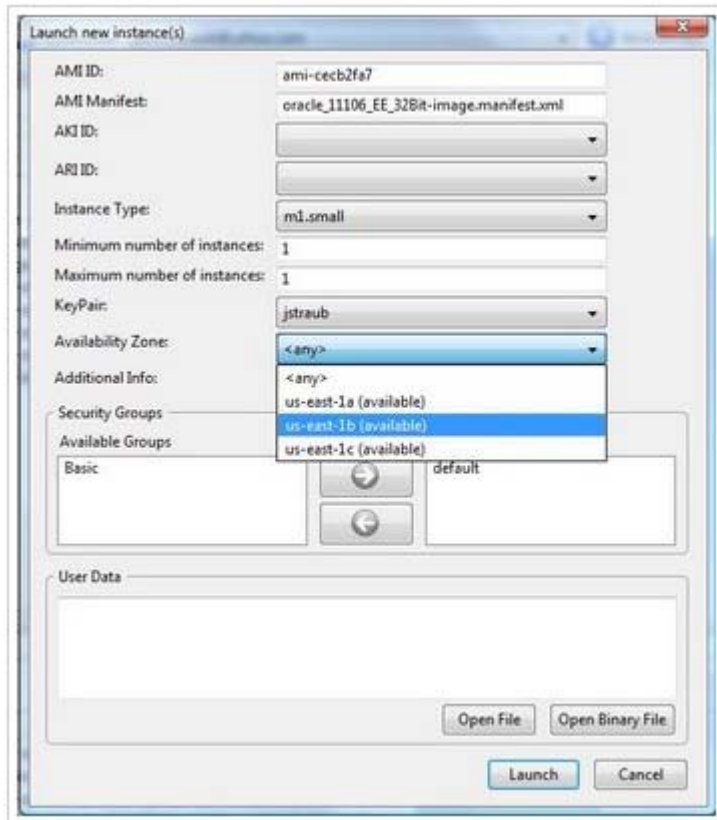 Launch new instance(s)
AMI ID: ami-cecb2fa7
AMI Manifest: oracle_11106_EE_32Bit-image.manifest.xml
AKI ID:
ARI ID:
Instance Type: m1.small
Minimum number of instances: 1
Maximum number of instances: 1
KeyPair: jstraub
Availability Zone: <any>
Additional Info: <any>
us-east-1a (available)
Security Groups us-east-1b (available)
Available Groups us-east-1c (available)
Basic default
User Data
Open File Open Binary File
Launch Cancel